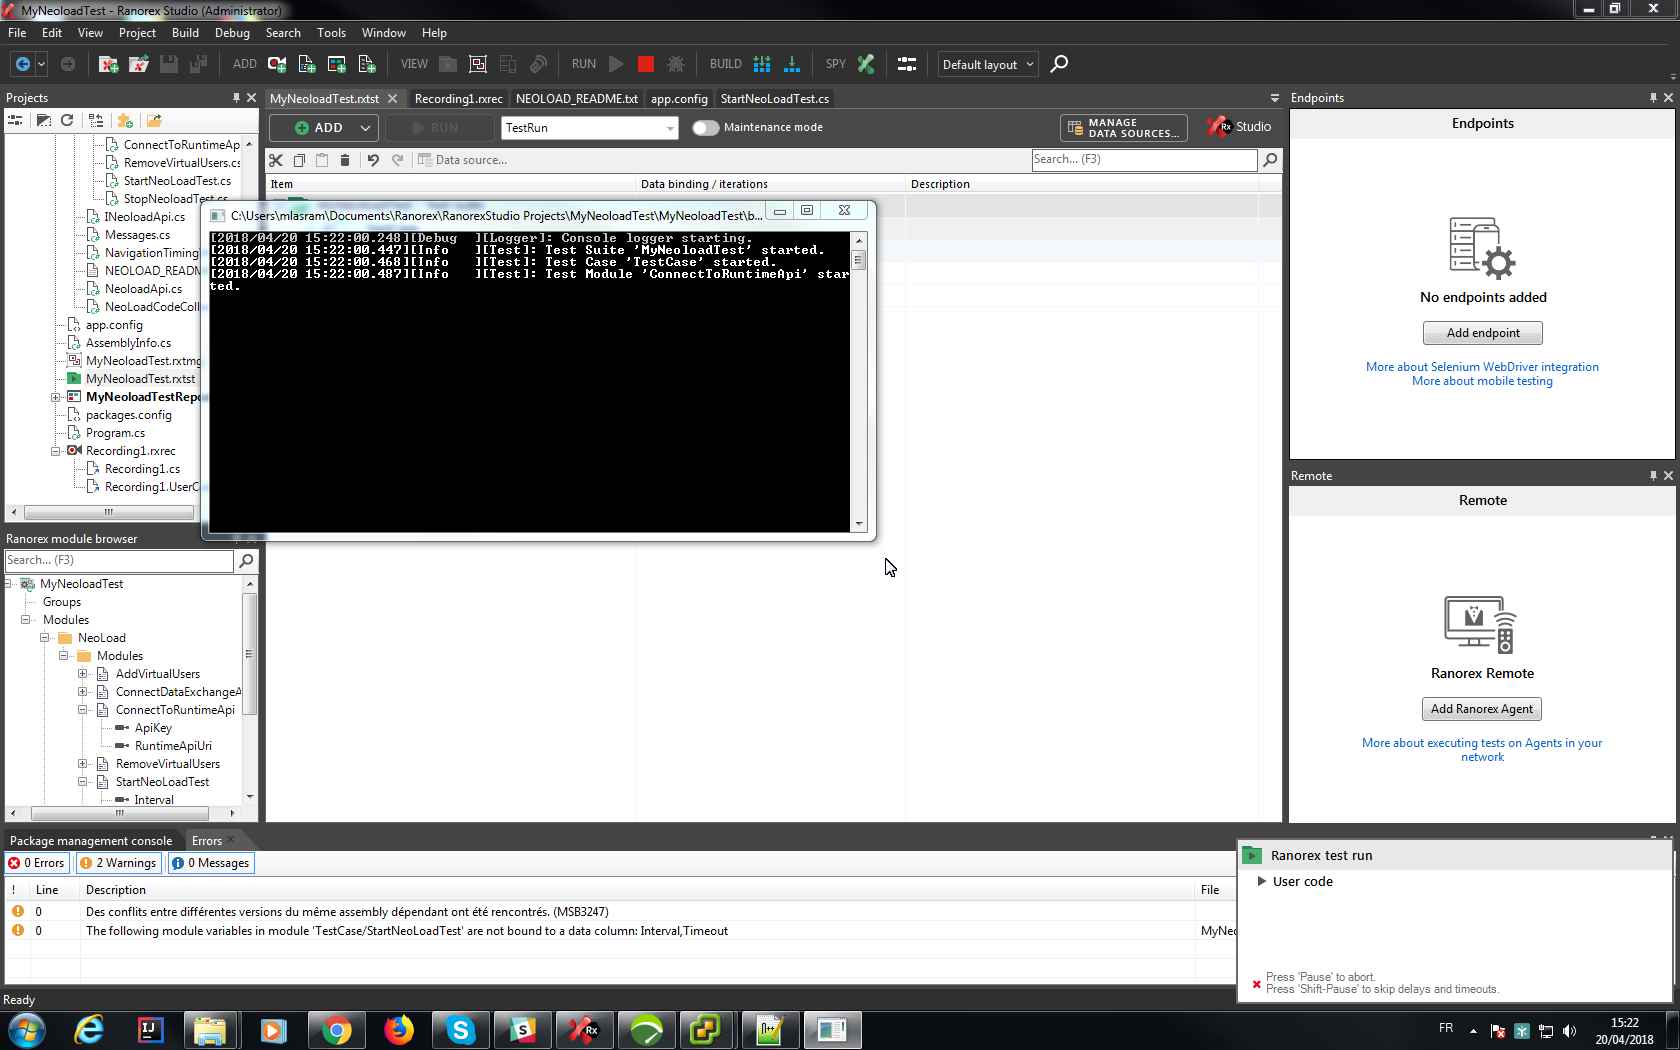 MyNeoloadTest - Ranorex Studio (Administrator)
File Edit View Project Build Debug Search Tools Window Help
ADD VIEW RUN BUILD SPY Default layout
Projects
MyNeoloadTest.rxtst Recording1.rxrec NEOLOAD_README.txt app.config StartNeoLoadTest.cs
ADD RUN TestRun Maintenance mode MANAGE DATA SOURCES... Rx Studio
Data source... Search... (F3)
Item Data binding / iterations Description
ConnectToRuntimeAp
RemoveVirtualUsers.cs
StartNeoLoadTest.cs
StopNeoloadTest.cs
INeoloadApi.cs
Messages.cs
NavigationTiming
NEOLOAD_READM
NeoloadApi.cs
NeoLoadCodeColl
app.config
AssemblyInfo.cs
MyNeoloadTest.rxtmg
MyNeoloadTest.rxtst
MyNeoloadTestRepo
packages.config
Program.cs
Recording1.rxrec
Recording1.cs
Recording1.UserC
C:\Users\mlasram\Documents\Ranorex\RanorexStudio Projects\MyNeoloadTest\MyNeoloadTest\b...
[2018/04/20 15:22:00.248][Debug ][Logger]: Console logger starting.
[2018/04/20 15:22:00.447][Info ][Test]: Test Suite 'MyNeoloadTest' started.
[2018/04/20 15:22:00.468][Info ][Test]: Test Case 'TestCase' started.
[2018/04/20 15:22:00.487][Info ][Test]: Test Module 'ConnectToRuntimeApi' star
ted.
Ranorex module browser
Search... (F3)
MyNeoloadTest
Groups
Modules
NeoLoad
Modules
AddVirtualUsers
ConnectDataExchangeA
ConnectToRuntimeApi
ApiKey
RuntimeApiUri
RemoveVirtualUsers
StartNeoLoadTest
Interval
Endpoints
Endpoints
No endpoints added
Add endpoint
More about Selenium WebDriver integration
More about mobile testing
Remote
Remote
Ranorex Remote
Add Ranorex Agent
More about executing tests on Agents in your
network
Package management console Errors
0 Errors 2 Warnings 0 Messages
! Line Description File
0 Des conflits entre différentes versions du même assembly dépendant ont été rencontrés. (MSB3247)
0 The following module variables in module 'TestCase/StartNeoLoadTest' are not bound to a data column: Interval,Timeout MyNeo
Ranorex test run
User code
Press 'Pause' to abort.
Press 'Shift-Pause' to skip delays and timeouts.
Ready
FR 15:22
20/04/2018